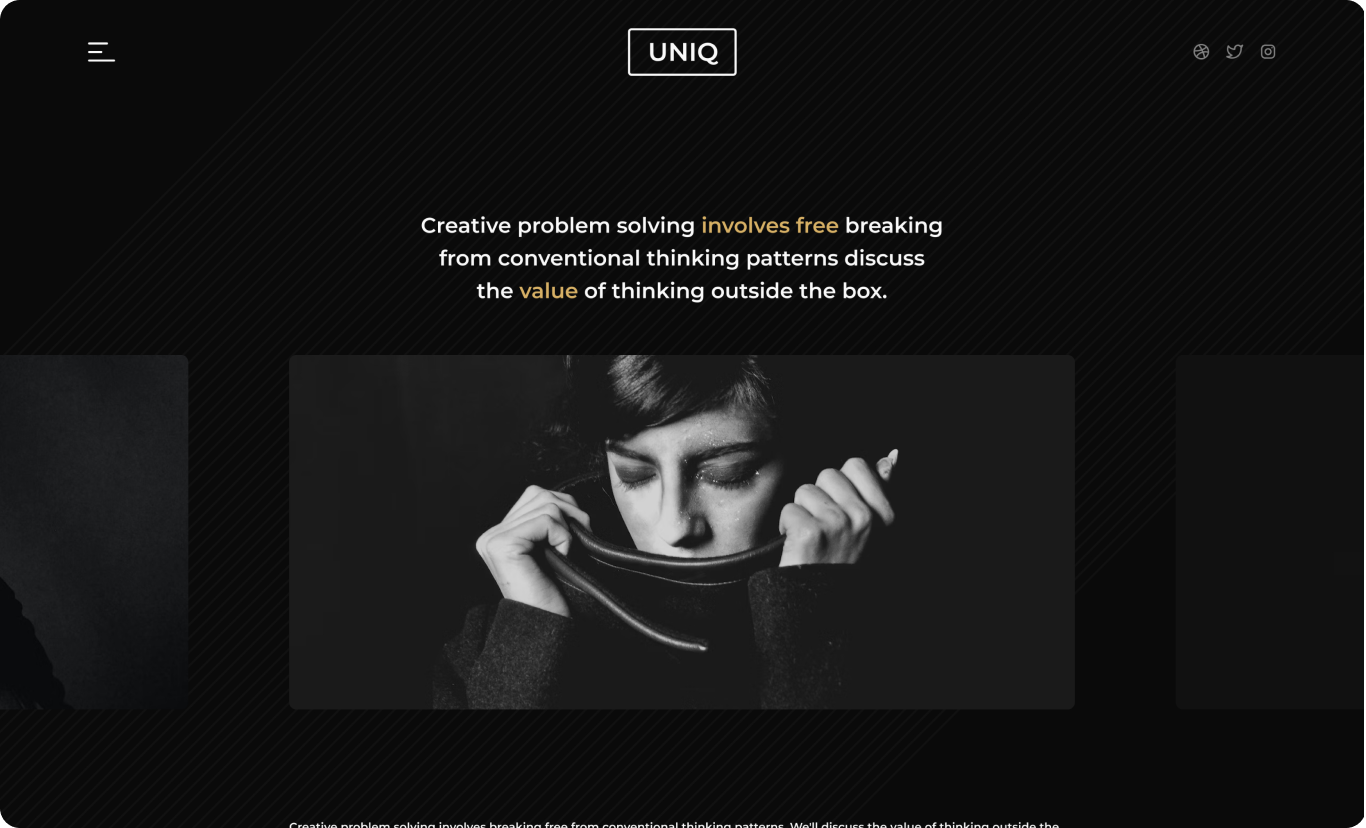 UNIQ
Creative problem solving involves free breaking
from conventional thinking patterns discuss
the value of thinking outside the box.
Creative problem solving involves breaking free from conventional thinking patterns. We'll discuss the value of thinking outside the